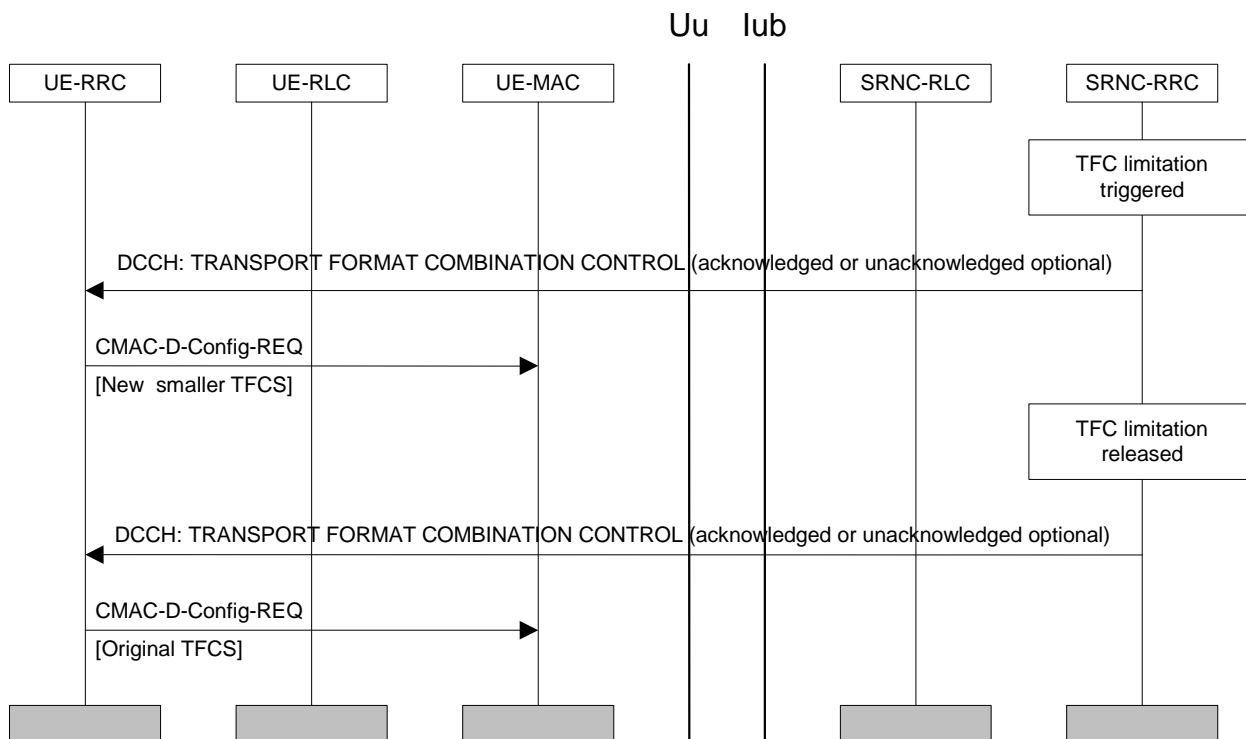 Uu Iub
UE-RRC UE-RLC UE-MAC SRNC-RLC SRNC-RRC
TFC limitation
triggered
DCCH: TRANSPORT FORMAT COMBINATION CONTROL (acknowledged or unacknowledged optional)
CMAC-D-Config-REQ
[New smaller TFCS]
TFC limitation
released
DCCH: TRANSPORT FORMAT COMBINATION CONTROL (acknowledged or unacknowledged optional)
CMAC-D-Config-REQ
[Original TFCS]